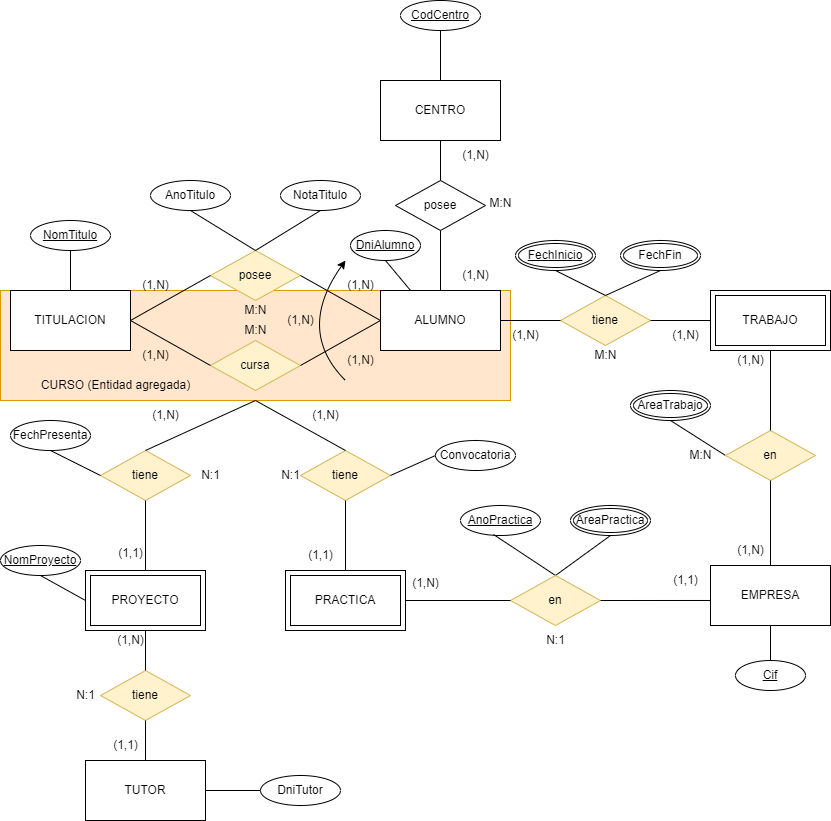 CodCentro
CENTRO
(1,N)
AnoTitulo
NotaTitulo
posee
M:N
NomTitulo
DniAlumno
FechInicio
FechFin
(1,N)
posee
(1,N)
(1,N)
M:N
TITULACION
(1,N)
ALUMNO
(1,N)
tiene
(1,N)
TRABAJO
M:N
(1,N)
(1,N)
M:N
(1,N)
cursa
CURSO (Entidad agregada)
(1,N)
(1,N)
AreaTrabajo
FechPresenta
Convocatoria
M:N
en
tiene
N:1
N:1
tiene
AnoPractica
AreaPractica
(1,1)
(1,1)
(1,N)
NomProyecto
PROYECTO
PRACTICA
(1,N)
en
(1,1)
EMPRESA
(1,N)
N:1
Cif
N:1
tiene
(1,1)
TUTOR
DniTutor